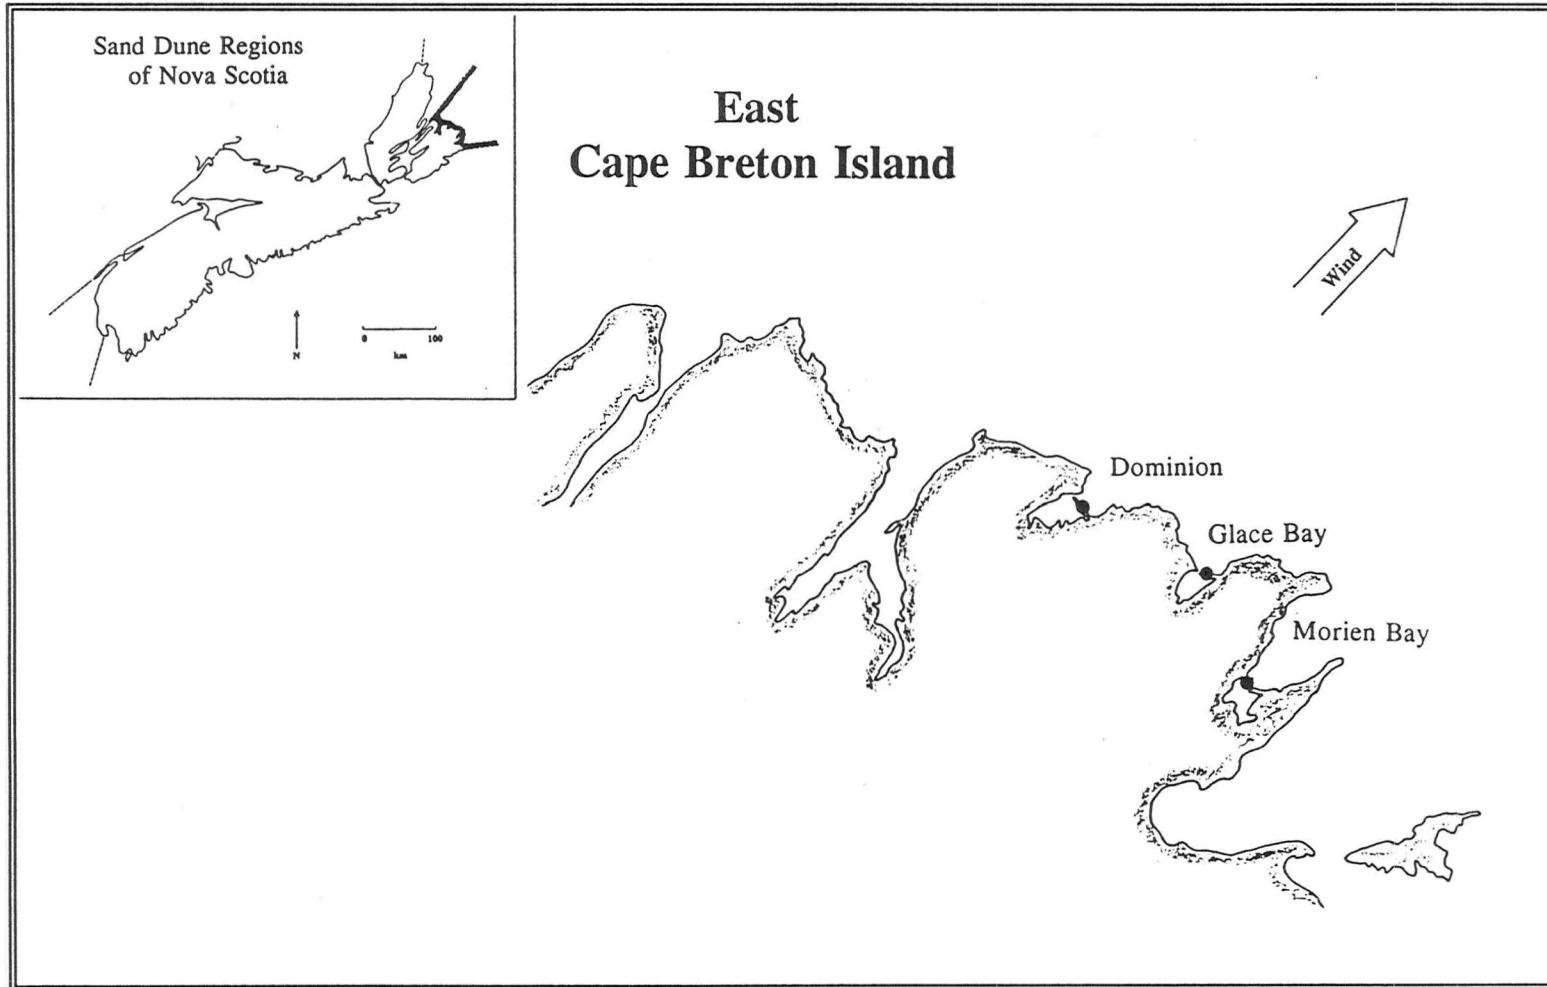 Sand Dune Regions
of Nova Scotia
N
0 100
km
East
Cape Breton Island
Wind
Dominion
Glace Bay
Morien Bay